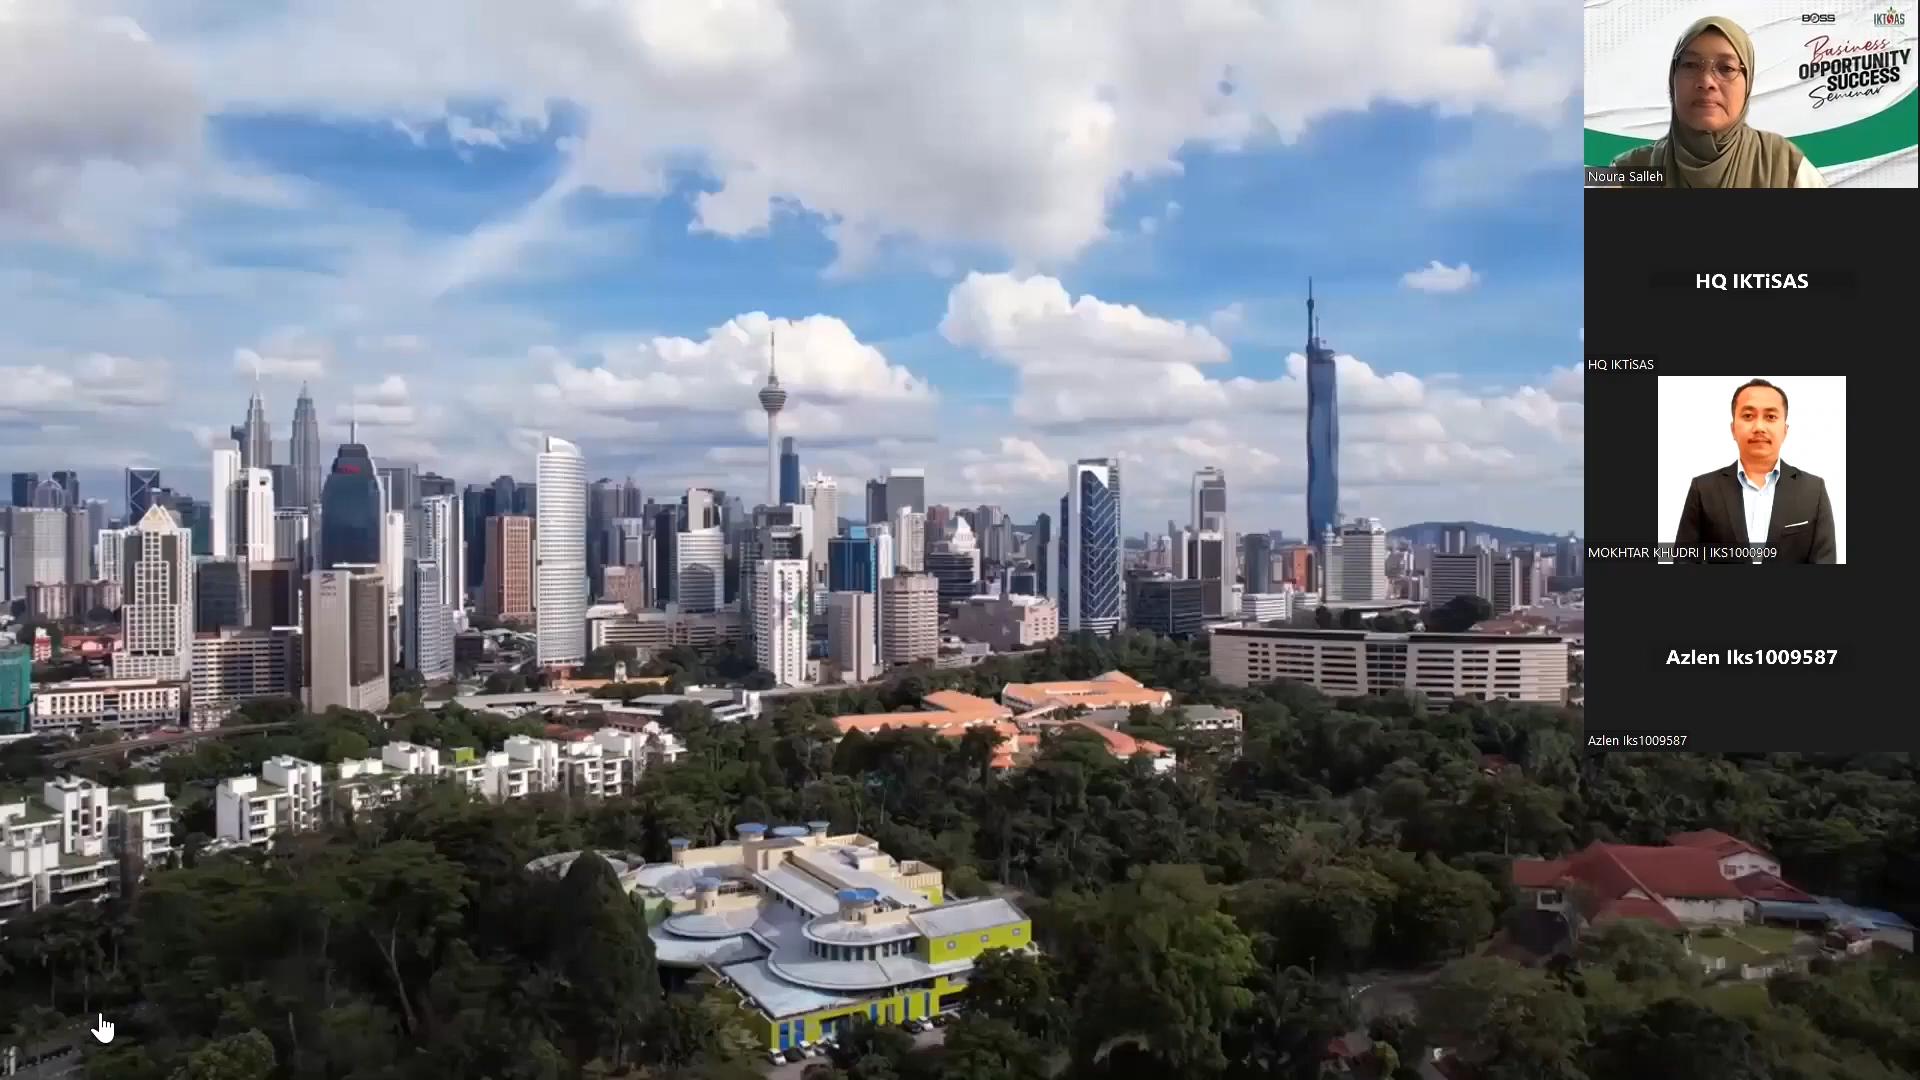 BOSS
IKTiSAS
Business
OPPORTUNITY
SUCCESS
Seminar
Noura Salleh
HQ IKTiSAS
HQ IKTiSAS
MOKHTAR KHUDRI | IKS1000909
Azlen Iks1009587
Azlen Iks1009587